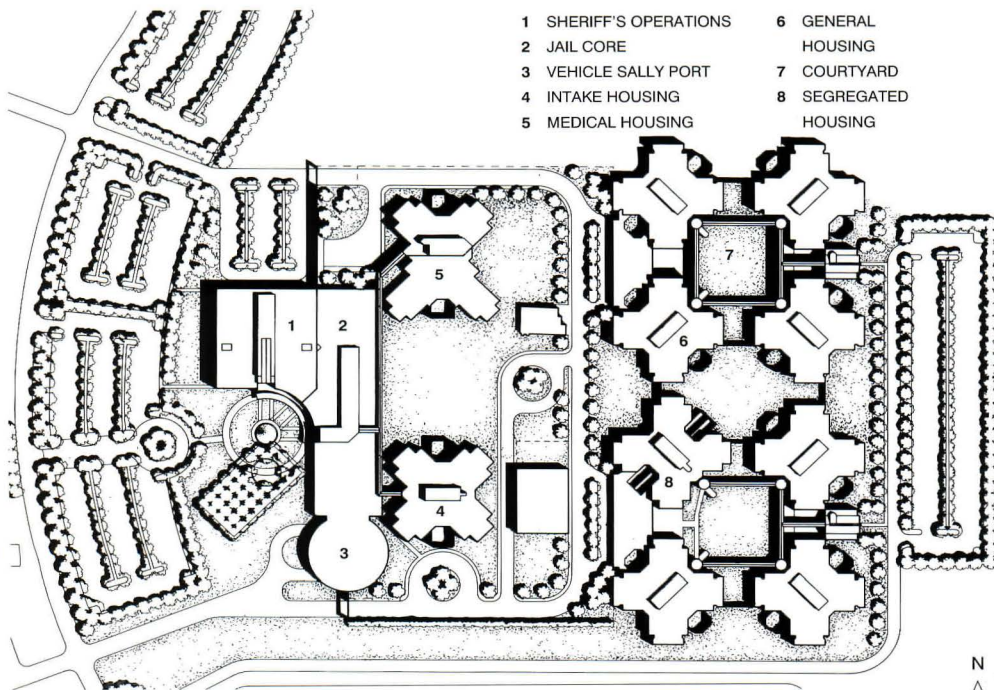 1 SHERIFF'S OPERATIONS
2 JAIL CORE
3 VEHICLE SALLY PORT
4 INTAKE HOUSING
5 MEDICAL HOUSING
6 GENERAL
HOUSING
7 COURTYARD
8 SEGREGATED
HOUSING
5
7
1
2
6
8
4
3
N